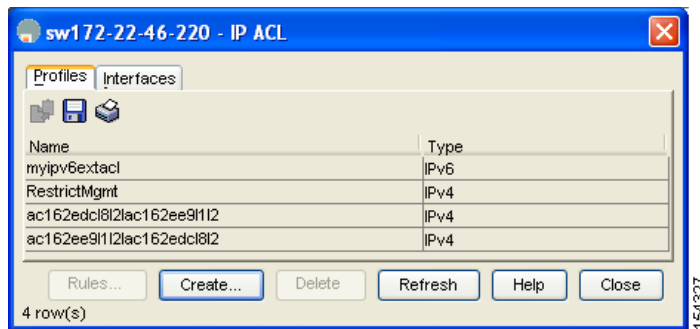 sw172-22-46-220 - IP ACL
Profiles Interfaces
Name Type
myipv6extacl IPv6
RestrictMgmt IPv4
ac162edcl8l2lac162ee9l1l2 IPv4
ac162ee9l1l2lac162edcl8l2 IPv4
Rules... Create... Delete Refresh Help Close
4 row(s)
154327